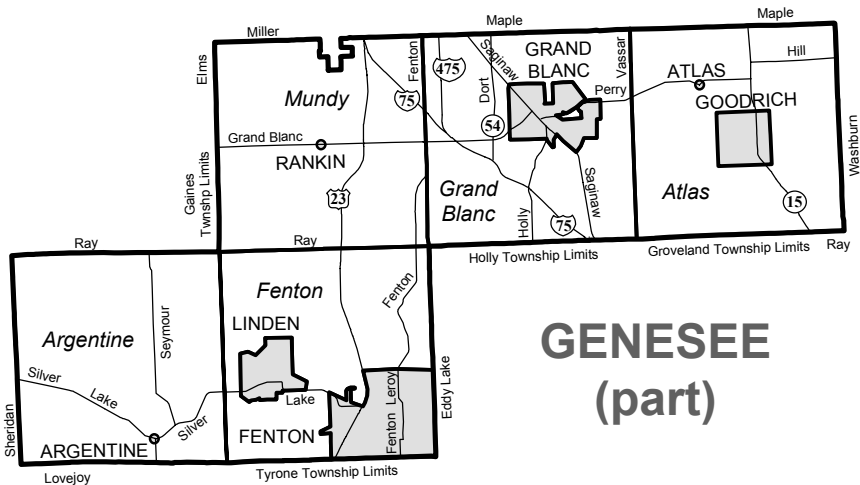 Maple
Maple
Miller
Elms
Fenton
Saginaw
GRAND
BLANC
Vassar
475
Dort
ATLAS
Hill
Mundy
75
Perry
GOODRICH
54
Grand Blanc
RANKIN
Washburn
Gaines
Twnshp Limits
23
Grand
Blanc
Holly
Saginaw
75
Atlas
15
Ray
Ray
Holly Township Limits
Groveland Township Limits
Ray
Fenton
Fenton
LINDEN
Argentine
Seymour
GENESEE
(part)
Silver
Lake
Silver
Lake
Fenton Leroy
Eddy Lake
Sheridan
ARGENTINE
FENTON
Lovejoy
Tyrone Township Limits